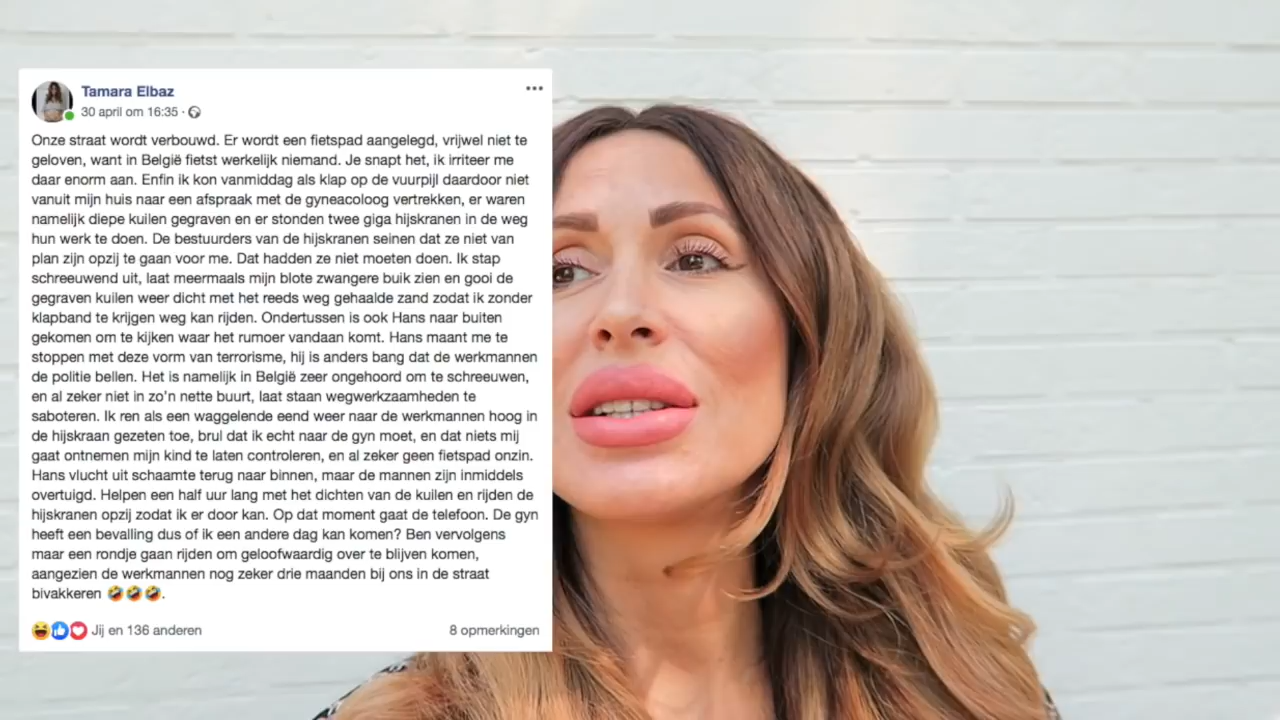 Tamara Elbaz
30 april om 16:35 ·
Onze straat wordt verbouwd. Er wordt een fietspad aangelegd, vrijwel niet te
geloven, want in België fietst werkelijk niemand. Je snapt het, ik irriteer me
daar enorm aan. Enfin ik kon vanmiddag als klap op de vuurpijl daardoor niet
vanuit mijn huis naar een afspraak met de gyneacoloog vertrekken, er waren
namelijk diepe kuilen gegraven en er stonden twee giga hijskranen in de weg
hun werk te doen. De bestuurders van de hijskranen seinen dat ze niet van
plan zijn opzij te gaan voor me. Dat hadden ze niet moeten doen. Ik stap
schreeuwend uit, laat meermaals mijn blote zwangere buik zien en gooi de
gegraven kuilen weer dicht met het reeds weg gehaalde zand zodat ik zonder
klapband te krijgen weg kan rijden. Ondertussen is ook Hans naar buiten
gekomen om te kijken waar het rumoer vandaan komt. Hans maant me te
stoppen met deze vorm van terrorisme, hij is anders bang dat de werkmannen
de politie bellen. Het is namelijk in België zeer ongehoord om te schreeuwen,
en al zeker niet in zo'n nette buurt, laat staan wegwerkzaamheden te
saboteren. Ik ren als een waggelende eend weer naar de werkmannen hoog in
de hijskraan gezeten toe, brul dat ik echt naar de gyn moet, en dat niets mij
gaat ontnemen mijn kind te laten controleren, en al zeker geen fietspad onzin.
Hans vlucht uit schaamte terug naar binnen, maar de mannen zijn inmiddels
overtuigd. Helpen een half uur lang met het dichten van de kuilen en rijden de
hijskranen opzij zodat ik er door kan. Op dat moment gaat de telefoon. De gyn
heeft een bevalling dus of ik een andere dag kan komen? Ben vervolgens
maar een rondje gaan rijden om geloofwaardig over te blijven komen,
aangezien de werkmannen nog zeker drie maanden bij ons in de straat
bivakkeren 🤣🤣🤣.
Jij en 136 anderen
8 opmerkingen